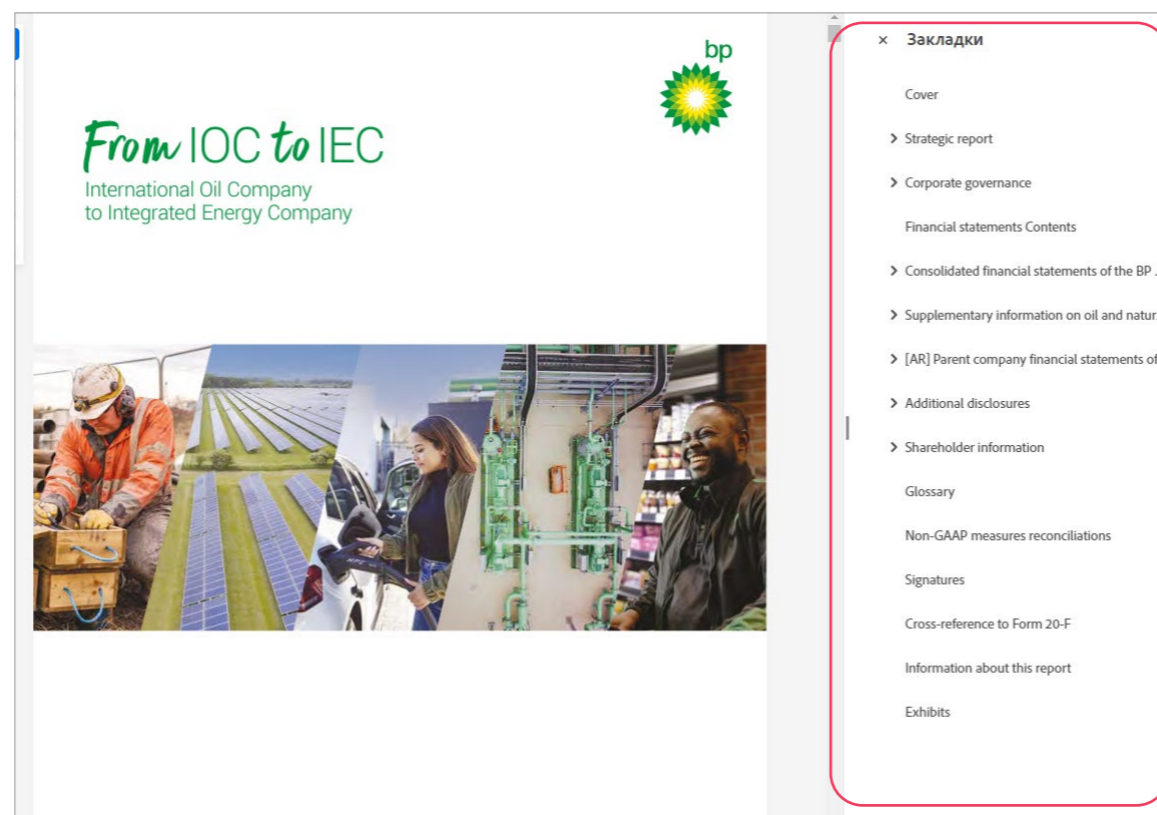 bp
From IOC to IEC
International Oil Company
to Integrated Energy Company
× Закладки
Cover
Strategic report
Corporate governance
Financial statements Contents
Consolidated financial statements of the BP .
Supplementary information on oil and natur
[AR] Parent company financial statements of
Additional disclosures
Shareholder information
Glossary
Non-GAAP measures reconciliations
Signatures
Cross-reference to Form 20-F
Information about this report
Exhibits